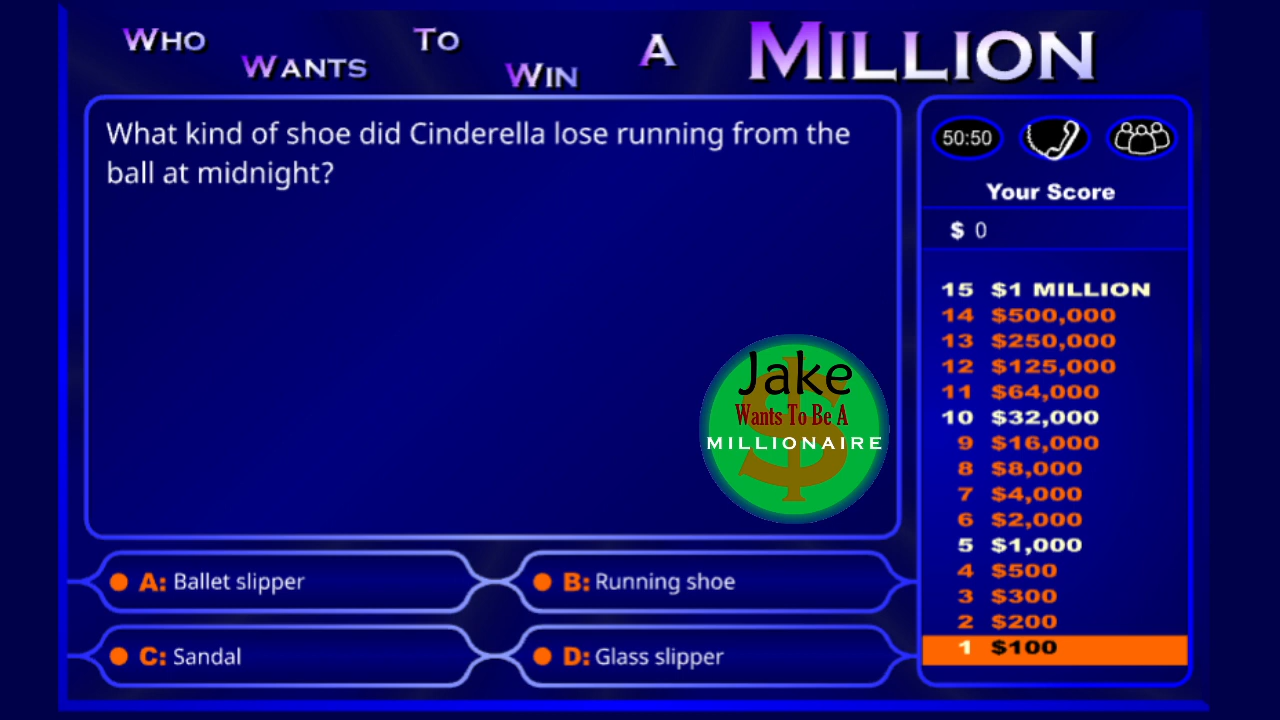 Who Wants To Win A Million
What kind of shoe did Cinderella lose running from the
ball at midnight?
Jake
Wants To Be A
MILLIONAIRE
A: Ballet slipper
B: Running shoe
C: Sandal
D: Glass slipper
50:50
Your Score
$ 0
15 $1 MILLION
14 $500,000
13 $250,000
12 $125,000
11 $64,000
10 $32,000
9 $16,000
8 $8,000
7 $4,000
6 $2,000
5 $1,000
4 $500
3 $300
2 $200
1 $100